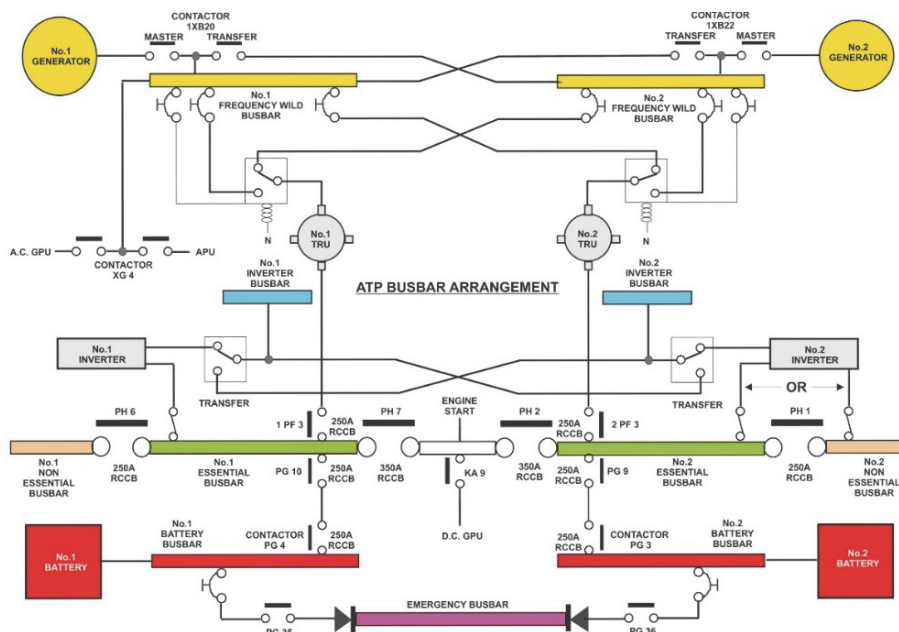 CONTACTOR
1XB20
MASTER TRANSFER
No.1
GENERATOR
CONTACTOR
1XB22
TRANSFER MASTER
No.2
GENERATOR
No.1
FREQUENCY WILD
BUSBAR
No.2
FREQUENCY WILD
BUSBAR
N
N
No.1
TRU
No.2
TRU
A.C. GPU
APU
CONTACTOR
XG 4
No.1
INVERTER
BUSBAR
No.2
INVERTER
BUSBAR
ATP BUSBAR ARRANGEMENT
No.1
INVERTER
No.2
INVERTER
TRANSFER
TRANSFER
OR
ENGINE
START
PH 6
1 PF 3
250A
RCCB
PH 7
PH 2
250A
RCCB
2 PF 3
PH 1
No.1
NON
ESSENTIAL
BUSBAR
250A
RCCB
No.1
ESSENTIAL
BUSBAR
PG 10
250A
RCCB
350A
RCCB
KA 9
350A
RCCB
250A
RCCB
PG 9
No.2
ESSENTIAL
BUSBAR
250A
RCCB
No.2
NON
ESSENTIAL
BUSBAR
D.C. GPU
No.1
BATTERY
No.1
BATTERY
BUSBAR
CONTACTOR
PG 4
250A
RCCB
250A
RCCB
CONTACTOR
PG 3
No.2
BATTERY
BUSBAR
No.2
BATTERY
EMERGENCY BUSBAR
PG 35
PG 36